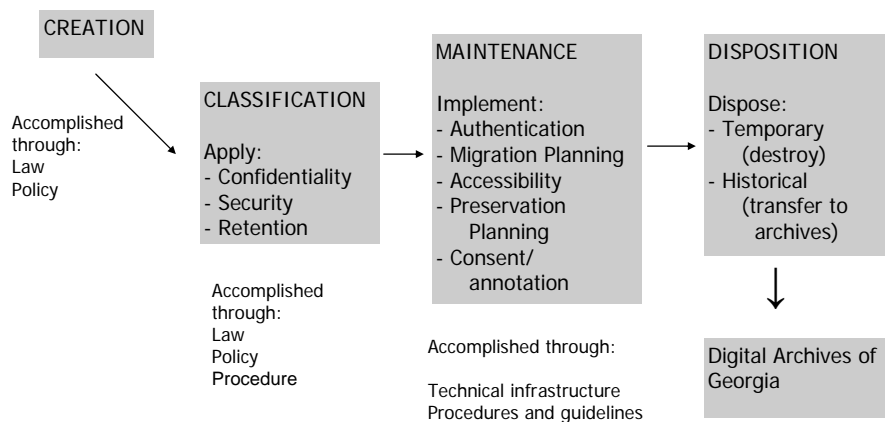 CREATION
Accomplished
through:
Law
Policy
CLASSIFICATION
Apply:
- Confidentiality
- Security
- Retention
Accomplished
through:
Law
Policy
Procedure
MAINTENANCE
Implement:
- Authentication
- Migration Planning
- Accessibility
- Preservation
Planning
- Consent/
annotation
Accomplished through:
Technical infrastructure
Procedures and guidelines
DISPOSITION
Dispose:
- Temporary
(destroy)
- Historical
(transfer to
archives)
Digital Archives of
Georgia